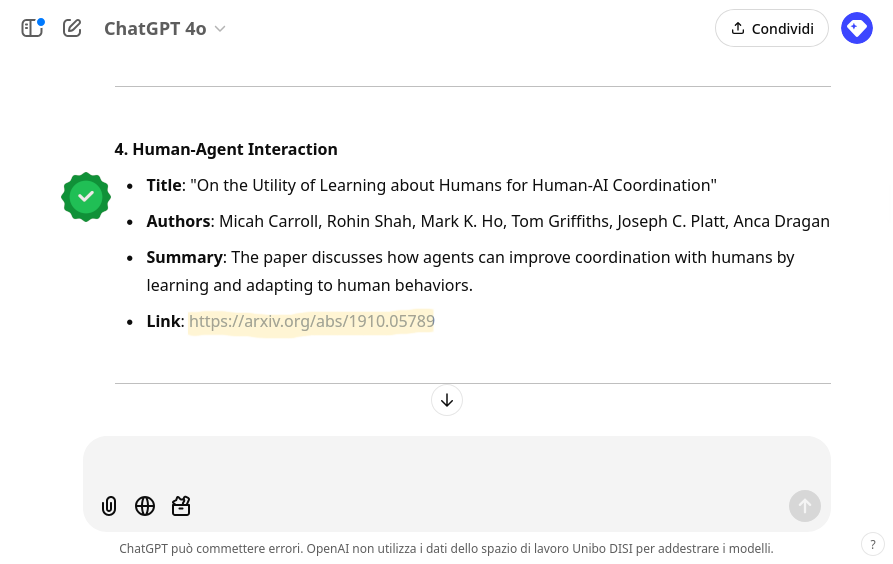 ChatGPT 4o
Condividi
4. Human-Agent Interaction
• Title: "On the Utility of Learning about Humans for Human-AI Coordination"
• Authors: Micah Carroll, Rohin Shah, Mark K. Ho, Tom Griffiths, Joseph C. Platt, Anca Dragan
• Summary: The paper discusses how agents can improve coordination with humans by
learning and adapting to human behaviors.
• Link: https://arxiv.org/abs/1910.05789
ChatGPT può commettere errori. OpenAI non utilizza i dati dello spazio di lavoro Unibo DISI per addestrare i modelli.
?